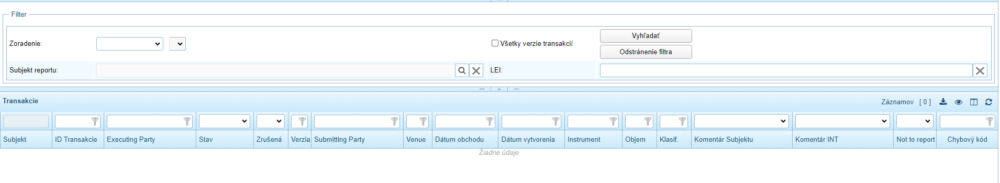 Filter
Zoradenie:
Všetky verzie transakcií
Vyhľadať
Odstránenie filtra
Subjekt reportu:
LEI:
Transakcie
Záznamov [ 0 ]
Subjekt ID Transakcie Executing Party Stav Zrušená Verzia Submitting Party Venue Dátum obchodu Dátum vytvorenia Instrument Objem Klasif. Komentár Subjektu Komentár INT Not to report Chybový kód
Žiadne údaje